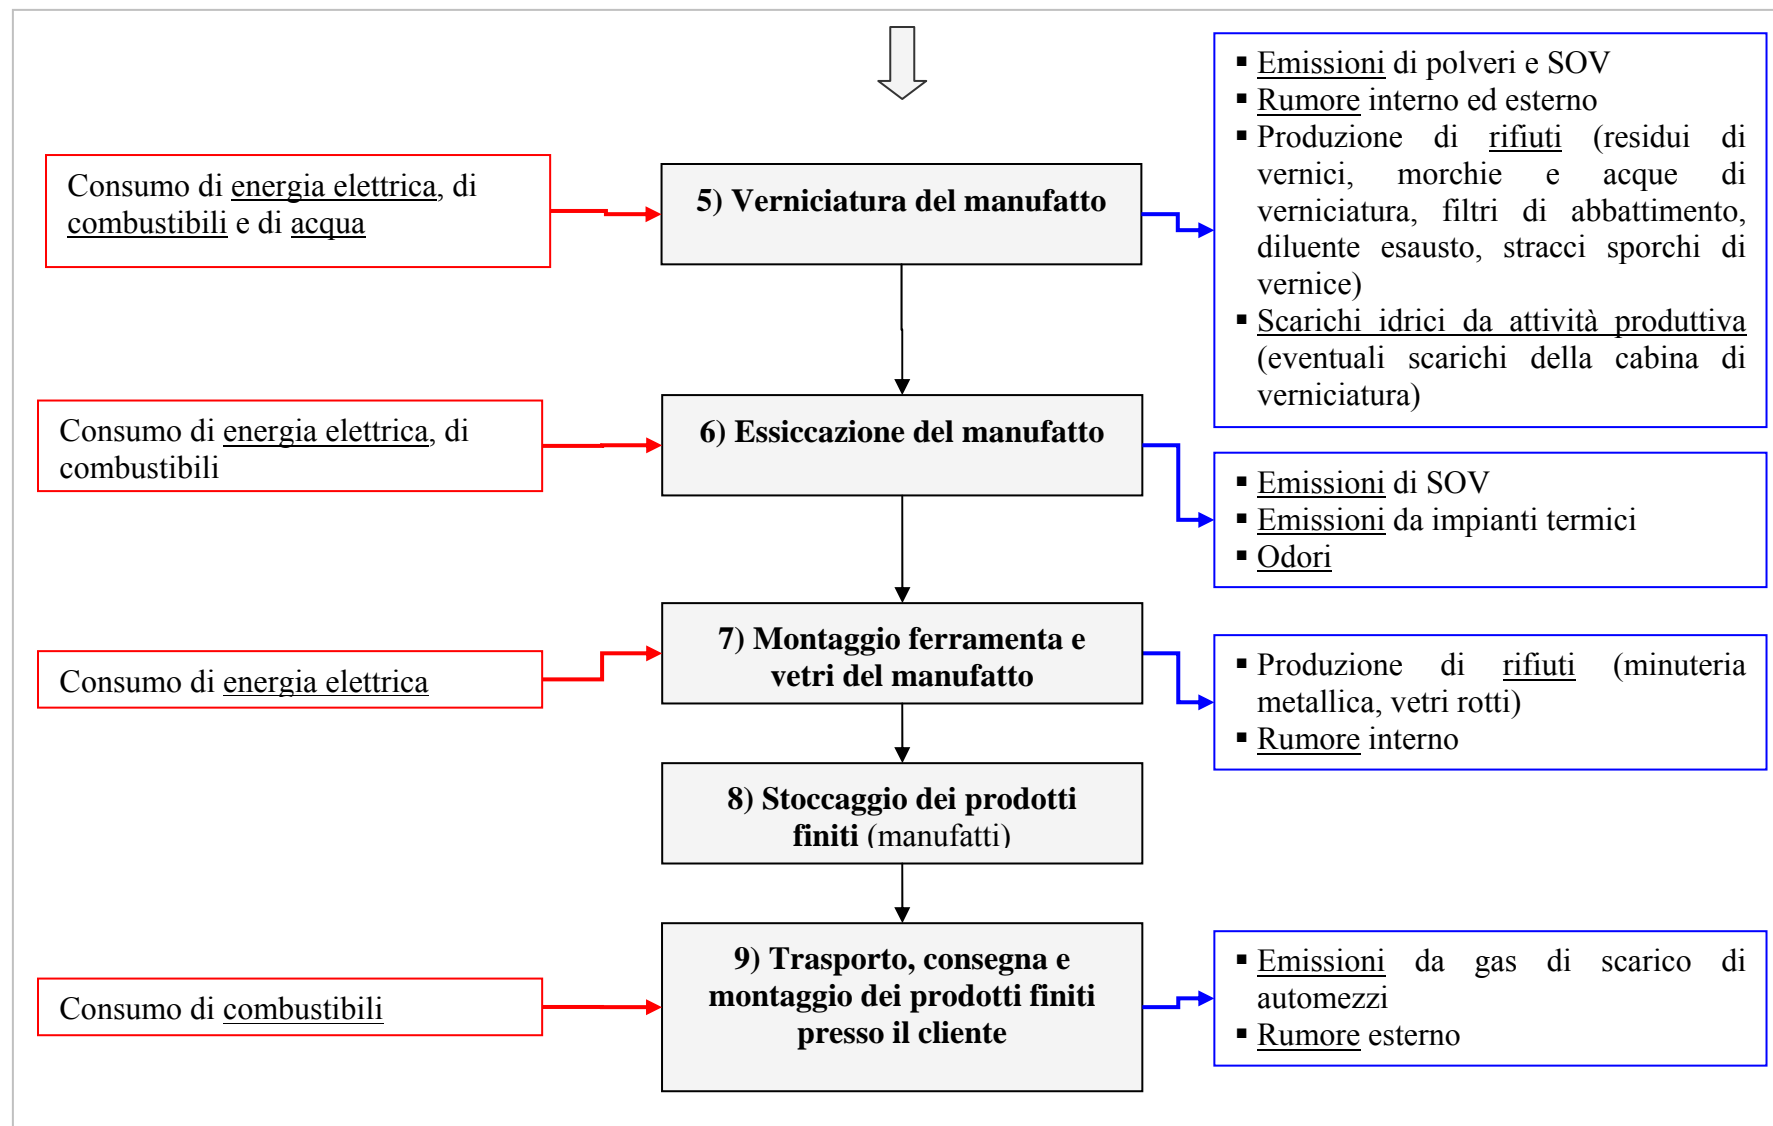 ▪ Emissioni di polveri e SOV
▪ Rumore interno ed esterno
▪ Produzione di rifiuti (residui di
vernici, morchie e acque di
verniciatura, filtri di abbattimento,
diluente esausto, stracci sporchi di
vernice)
▪ Scarichi idrici da attività produttiva
(eventuali scarichi della cabina di
verniciatura)
Consumo di energia elettrica, di
combustibili e di acqua
5) Verniciatura del manufatto
Consumo di energia elettrica, di
combustibili
6) Essiccazione del manufatto
▪ Emissioni di SOV
▪ Emissioni da impianti termici
▪ Odori
Consumo di energia elettrica
7) Montaggio ferramenta e
vetri del manufatto
▪ Produzione di rifiuti (minuteria
metallica, vetri rotti)
▪ Rumore interno
8) Stoccaggio dei prodotti
finiti (manufatti)
Consumo di combustibili
9) Trasporto, consegna e
montaggio dei prodotti finiti
presso il cliente
▪ Emissioni da gas di scarico di
automezzi
▪ Rumore esterno